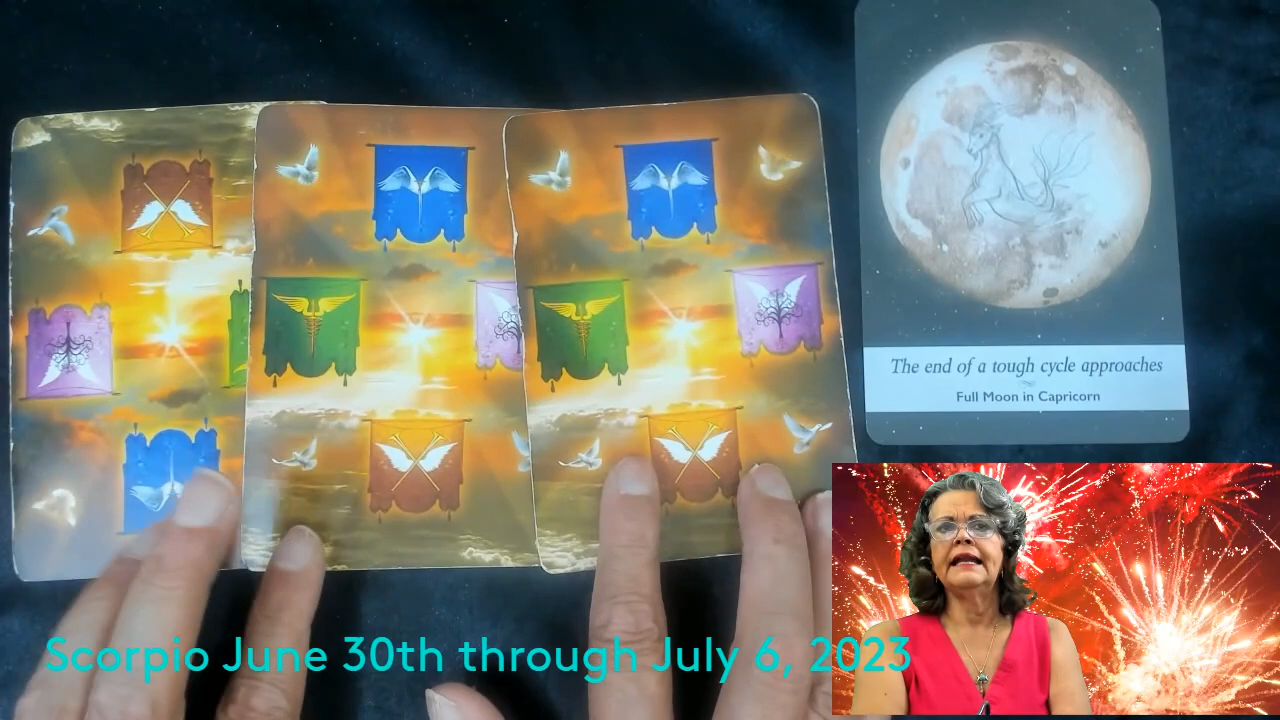 The end of a tough cycle approaches
Full Moon in Capricorn
Scorpio June 30th through July 6, 2023